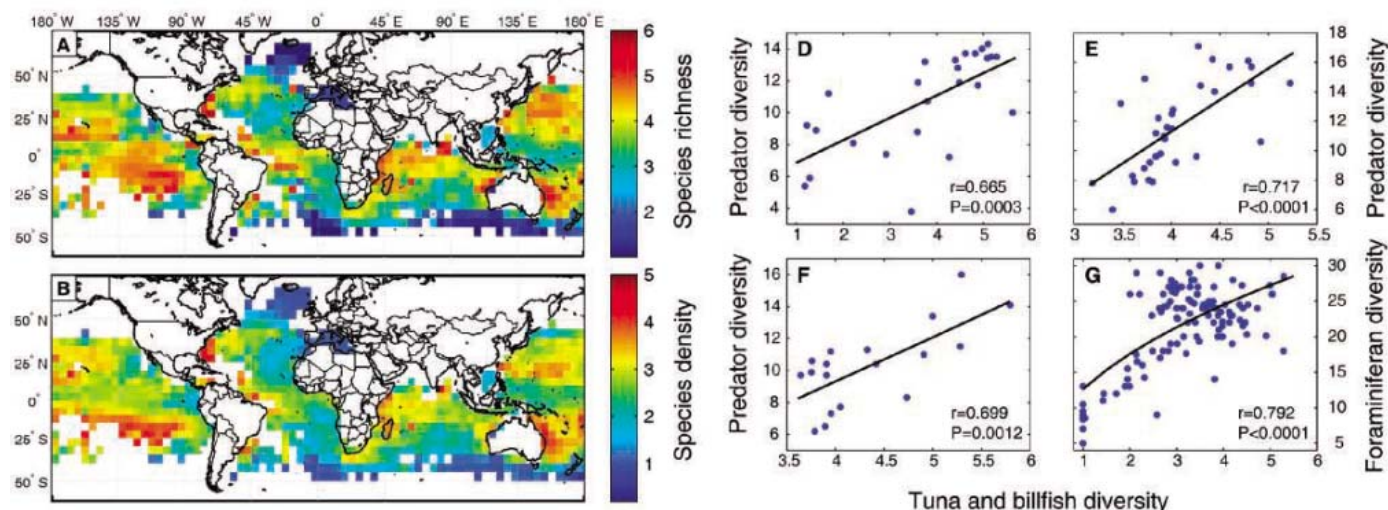 180° W 135° W 90° W 45° W 0° 45° E 90° E 135° E 180° E
A
50° N
25° N
0°
25° S
50° S
6
5
4
3
2
Species richness
B
50° N
25° N
0°
25° S
50° S
5
4
3
2
1
Species density
D
Predator diversity
14
12
10
8
6
4
r=0.665
P=0.0003
1 2 3 4 5 6
E
18
16
14
12
10
8
6
Predator diversity
r=0.717
P<0.0001
3 3.5 4 4.5 5 5.5
F
Predator diversity
16
14
12
10
8
6
r=0.699
P=0.0012
3.5 4 4.5 5 5.5 6
G
30
25
20
15
10
5
Foraminiferan diversity
r=0.792
P<0.0001
1 2 3 4 5 6
Tuna and billfish diversity